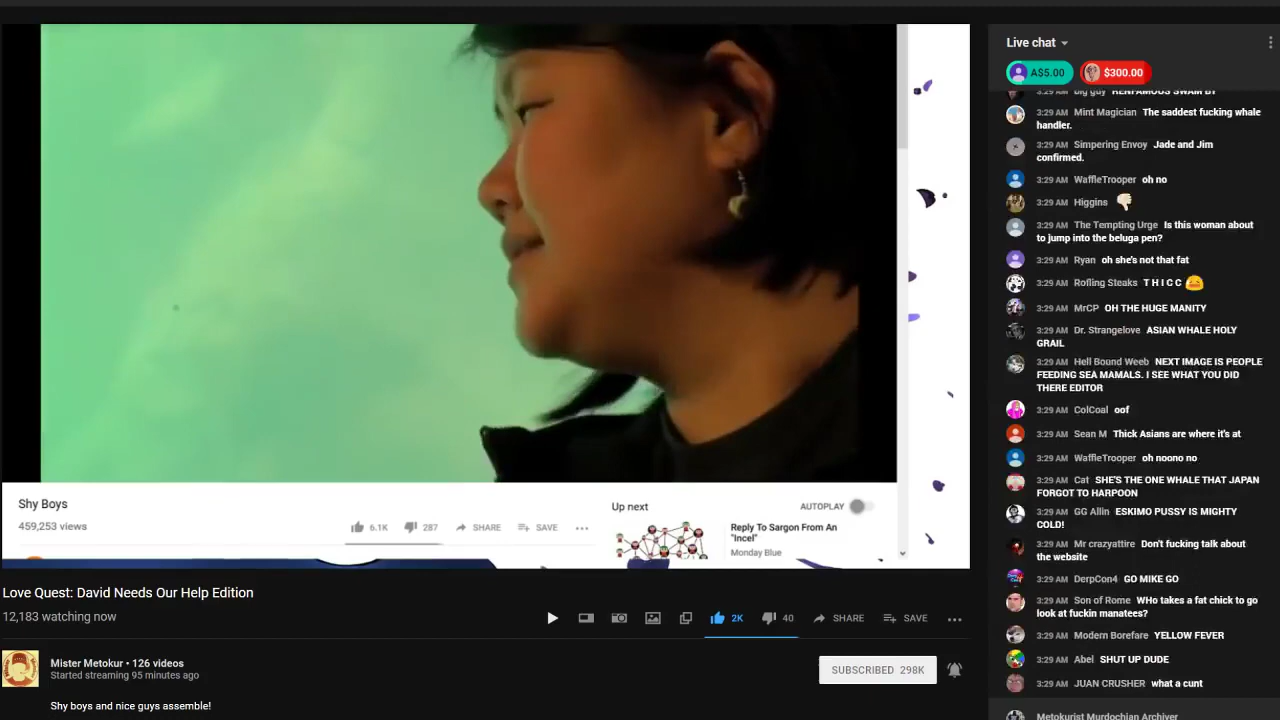 Shy Boys
459,253 views
6.1K
287
SHARE
SAVE
Up next
AUTOPLAY
Reply To Sargon From An
"Incel"
Monday Blue
Love Quest: David Needs Our Help Edition
12,183 watching now
2K
40
SHARE
SAVE
Mister Metokur • 126 videos
Started streaming 95 minutes ago
SUBSCRIBED 298K
Shy boys and nice guys assemble!
Live chat
A$5.00
$300.00
3:29 AM big guy RENFAMOUS SWAM BY
3:29 AM Mint Magician The saddest fucking whale
handler.
3:29 AM Simpering Envoy Jade and Jim
confirmed.
3:29 AM WaffleTrooper oh no
3:29 AM Higgins
3:29 AM The Tempting Urge Is this woman about
to jump into the beluga pen?
3:29 AM Ryan oh she's not that fat
3:29 AM Rofling Steaks T H I C C
3:29 AM MrCP OH THE HUGE MANITY
3:29 AM Dr. Strangelove ASIAN WHALE HOLY
GRAIL
3:29 AM Hell Bound Weeb NEXT IMAGE IS PEOPLE
FEEDING SEA MAMALS. I SEE WHAT YOU DID
THERE EDITOR
3:29 AM ColCoal oof
3:29 AM Sean M Thick Asians are where it's at
3:29 AM WaffleTrooper oh noono no
3:29 AM Cat SHE'S THE ONE WHALE THAT JAPAN
FORGOT TO HARPOON
3:29 AM GG Allin ESKIMO PUSSY IS MIGHTY
COLD!
3:29 AM Mr crazyattire Don't fucking talk about
the website
3:29 AM DerpCon4 GO MIKE GO
3:29 AM Son of Rome WHo takes a fat chick to go
look at fuckin manatees?
3:29 AM Modern Borefare YELLOW FEVER
3:29 AM Abel SHUT UP DUDE
3:29 AM JUAN CRUSHER what a cunt
Metokurist Murdochian Archiver